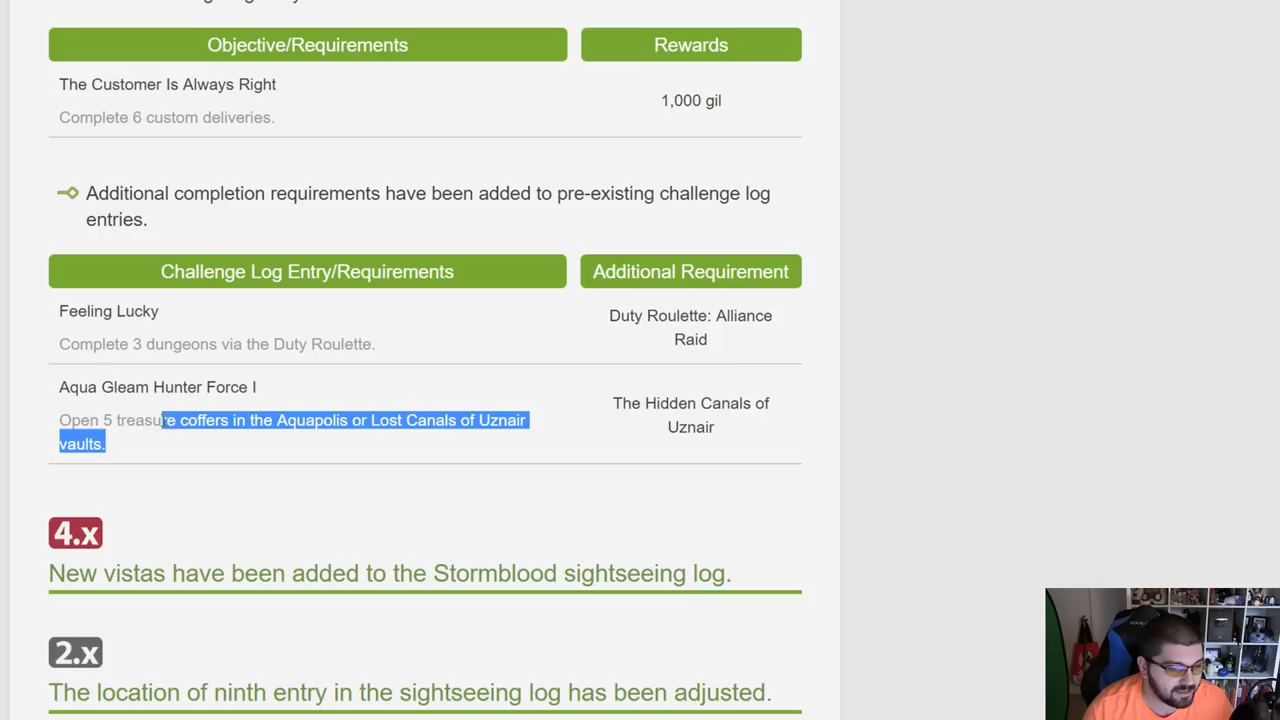 Objective/Requirements
Rewards
The Customer Is Always Right
Complete 6 custom deliveries.
1,000 gil
Additional completion requirements have been added to pre-existing challenge log
entries.
Challenge Log Entry/Requirements
Additional Requirement
Feeling Lucky
Complete 3 dungeons via the Duty Roulette.
Duty Roulette: Alliance
Raid
Aqua Gleam Hunter Force I
Open 5 treasure coffers in the Aquapolis or Lost Canals of Uznair
vaults.
The Hidden Canals of
Uznair
4.x
New vistas have been added to the Stormblood sightseeing log.
2.x
The location of ninth entry in the sightseeing log has been adjusted.